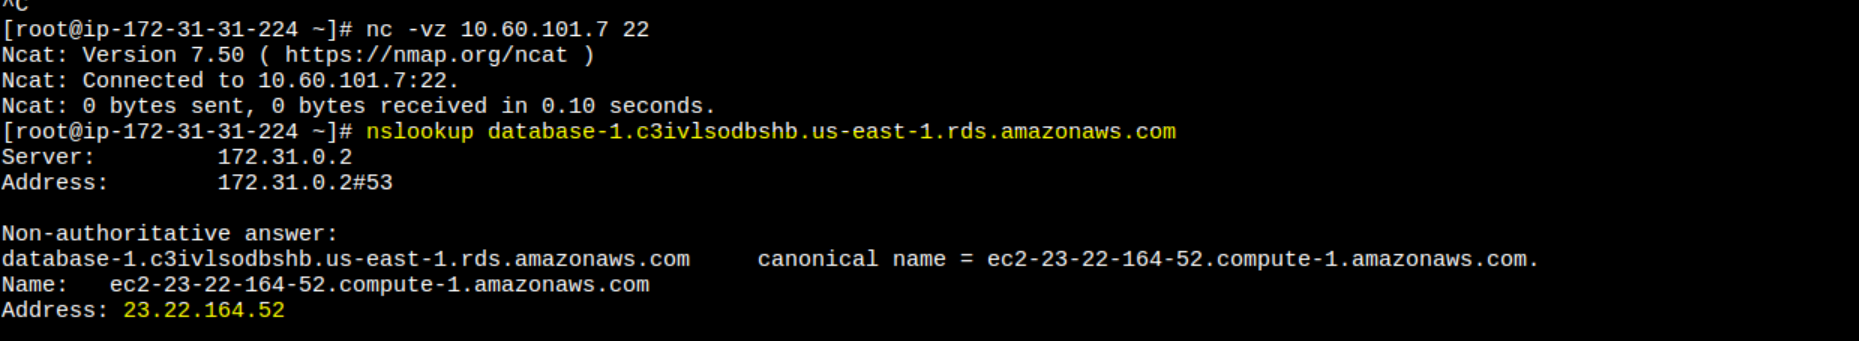 ^C
[root@ip-172-31-31-224 ~]# nc -vz 10.60.101.7 22
Ncat: Version 7.50 ( https://nmap.org/ncat )
Ncat: Connected to 10.60.101.7:22.
Ncat: 0 bytes sent, 0 bytes received in 0.10 seconds.
[root@ip-172-31-31-224 ~]# nslookup database-1.c3ivlsodbshb.us-east-1.rds.amazonaws.com
Server:         172.31.0.2
Address:        172.31.0.2#53

Non-authoritative answer:
database-1.c3ivlsodbshb.us-east-1.rds.amazonaws.com     canonical name = ec2-23-22-164-52.compute-1.amazonaws.com.
Name:   ec2-23-22-164-52.compute-1.amazonaws.com
Address: 23.22.164.52